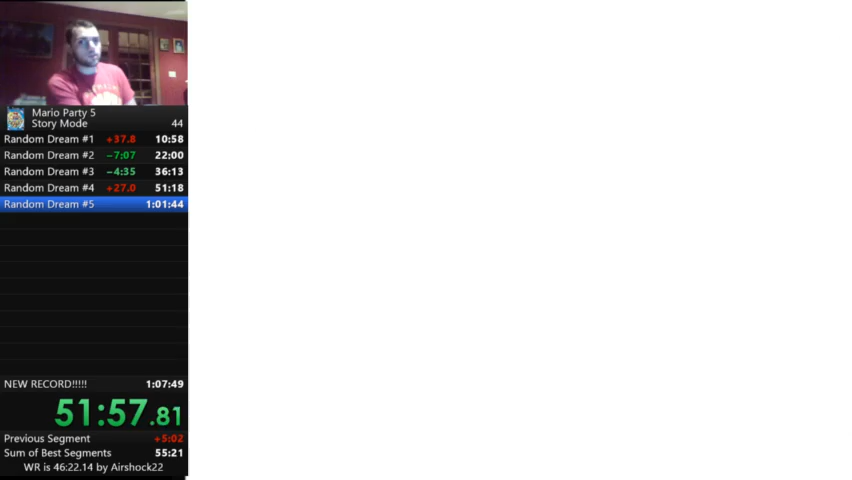 Mario Party 5
Story Mode 44
Random Dream #1 +37.8 10:58
Random Dream #2 −7:07 22:00
Random Dream #3 −4:35 36:13
Random Dream #4 +27.0 51:18
Random Dream #5 1:01:44
NEW RECORD!!!!! 1:07:49
51:57.81
Previous Segment +5:02
Sum of Best Segments 55:21
WR is 46:22.14 by Airshock22